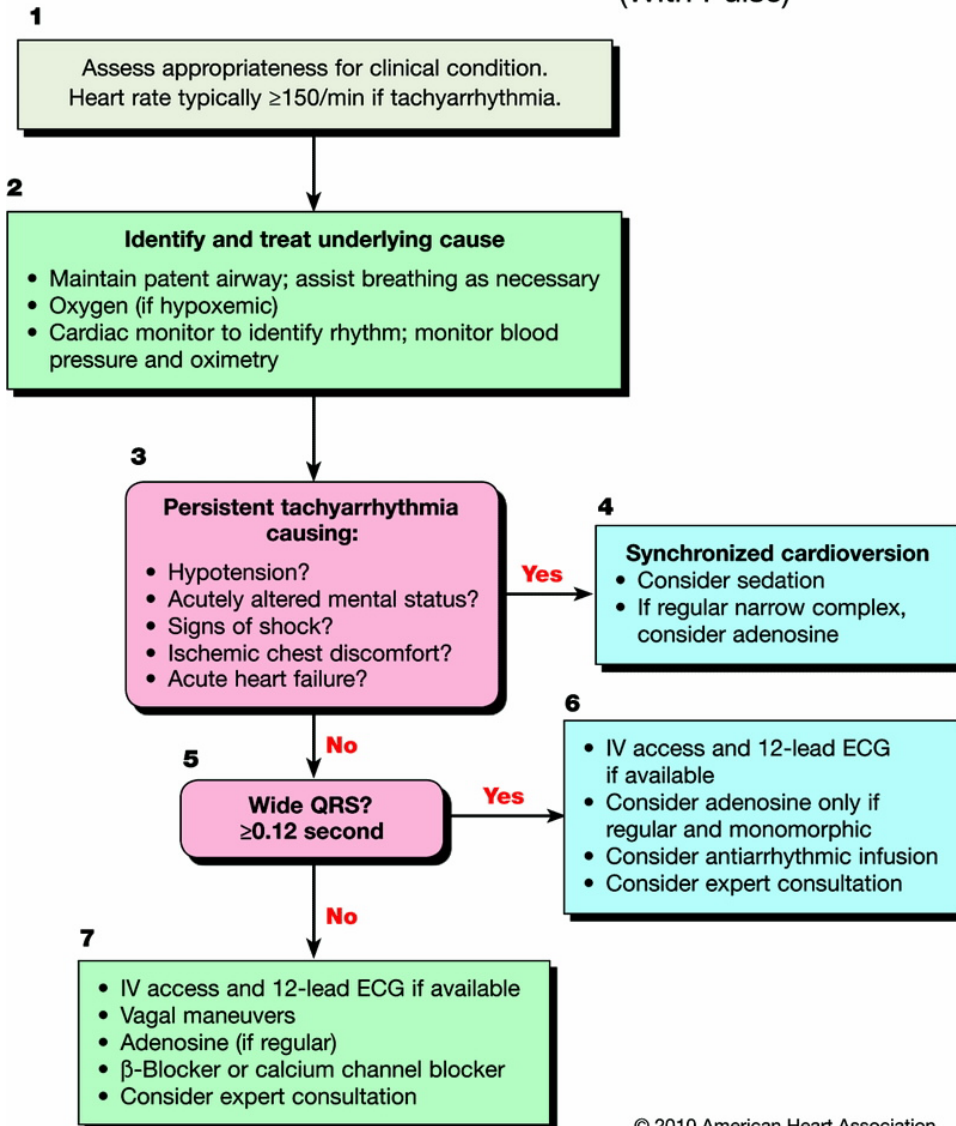 (With Pulse)
1
Assess appropriateness for clinical condition.
Heart rate typically ≥150/min if tachyarrhythmia.
2
Identify and treat underlying cause
• Maintain patent airway; assist breathing as necessary
• Oxygen (if hypoxemic)
• Cardiac monitor to identify rhythm; monitor blood
pressure and oximetry
3
Persistent tachyarrhythmia
causing:
• Hypotension?
• Acutely altered mental status?
• Signs of shock?
• Ischemic chest discomfort?
• Acute heart failure?
Yes
4
Synchronized cardioversion
• Consider sedation
• If regular narrow complex,
consider adenosine
No
5
Wide QRS?
≥0.12 second
Yes
6
• IV access and 12-lead ECG
if available
• Consider adenosine only if
regular and monomorphic
• Consider antiarrhythmic infusion
• Consider expert consultation
No
7
• IV access and 12-lead ECG if available
• Vagal maneuvers
• Adenosine (if regular)
• β-Blocker or calcium channel blocker
• Consider expert consultation
© 2010 American Heart Association